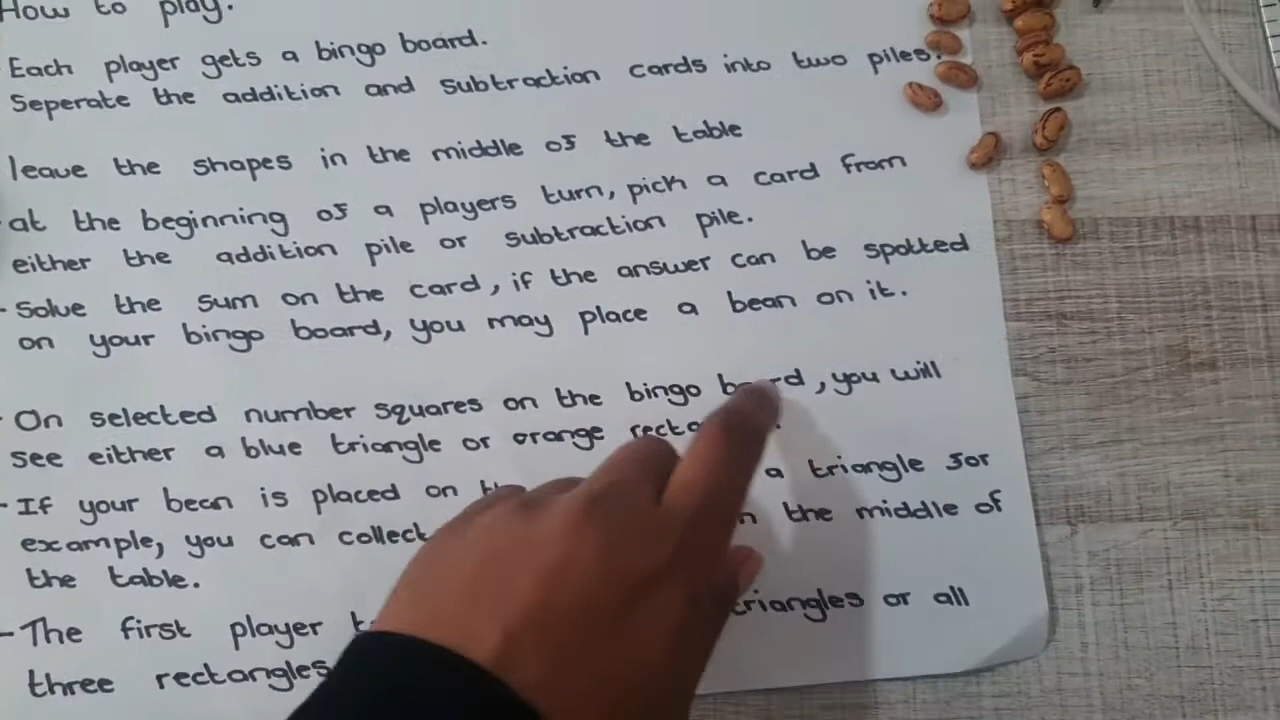 How to play.
Each player gets a bingo board.
Seperate the addition and subtraction cards into two piles.
leave the shapes in the middle of the table
- at the beginning of a players turn, pick a card from
either the addition pile or subtraction pile.
- Solve the sum on the card, if the answer can be spotted
on your bingo board, you may place a bean on it.
- On selected number squares on the bingo board, you will
see either a blue triangle or orange
- If your bean is placed on a triangle for
example, you can collect the middle of
the table.
- The first player triangles or all
three rectangles